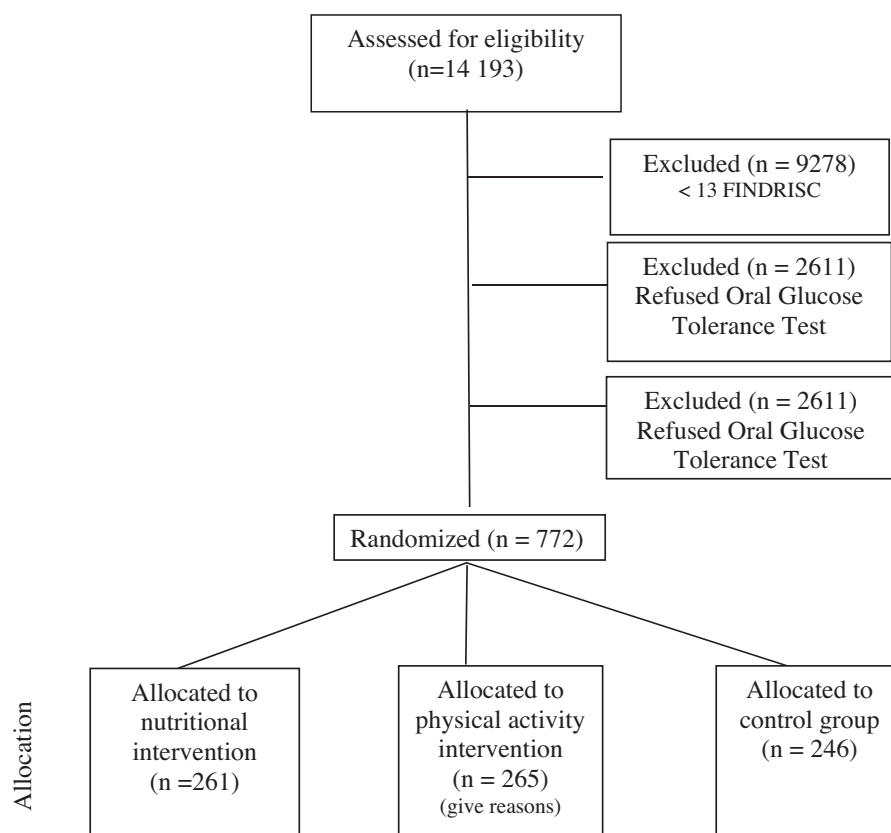 Assessed for eligibility
(n=14 193)
Excluded (n = 9278)
< 13 FINDRISC
Excluded (n = 2611)
Refused Oral Glucose
Tolerance Test
Excluded (n = 2611)
Refused Oral Glucose
Tolerance Test
Randomized (n = 772)
Allocation
Allocated to
nutritional
intervention
(n =261)
Allocated to
physical activity
intervention
(n = 265)
(give reasons)
Allocated to
control group
(n = 246)